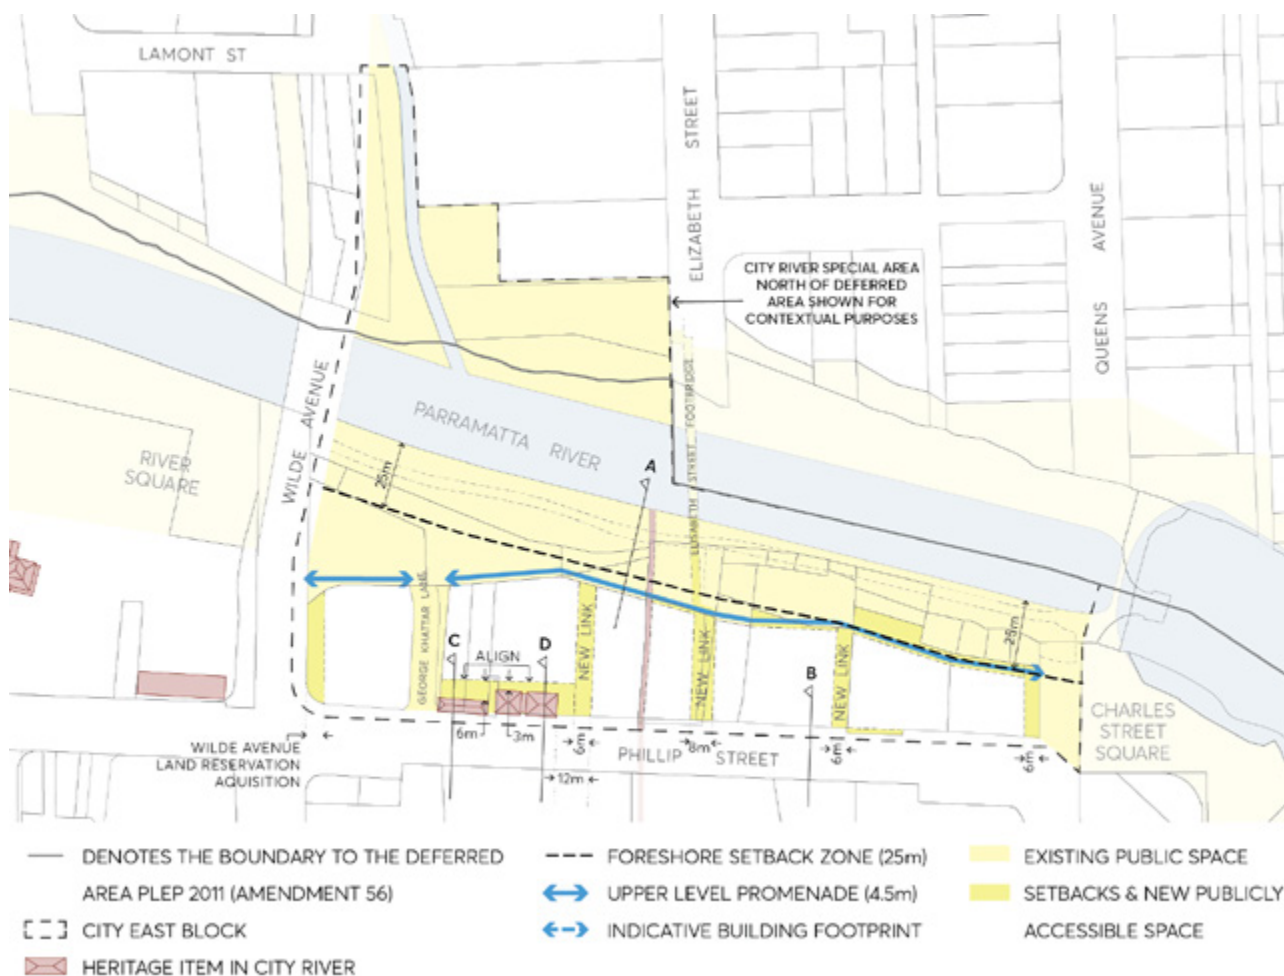 LAMONT ST
ELIZABETH STREET
QUEENS AVENUE
CITY RIVER SPECIAL AREA
NORTH OF DEFERRED
AREA SHOWN FOR
CONTEXTUAL PURPOSES
WILDE AVENUE
PARRAMATTA RIVER
ELISABETH STREET FOOTBRIDGE
RIVER
SQUARE
25m
A
GEORGE KHATTAR LANE
C
ALIGN
D
NEW LINK
NEW LINK
B
NEW LINK
25m
6m
3m
6m
8m
6m
6m
12m
PHILLIP STREET
CHARLES
STREET
SQUARE
WILDE AVENUE
LAND RESERVATION
AQUISITION
DENOTES THE BOUNDARY TO THE DEFERRED
AREA PLEP 2011 (AMENDMENT 56)
CITY EAST BLOCK
HERITAGE ITEM IN CITY RIVER
FORESHORE SETBACK ZONE (25m)
UPPER LEVEL PROMENADE (4.5m)
INDICATIVE BUILDING FOOTPRINT
EXISTING PUBLIC SPACE
SETBACKS & NEW PUBLICLY
ACCESSIBLE SPACE